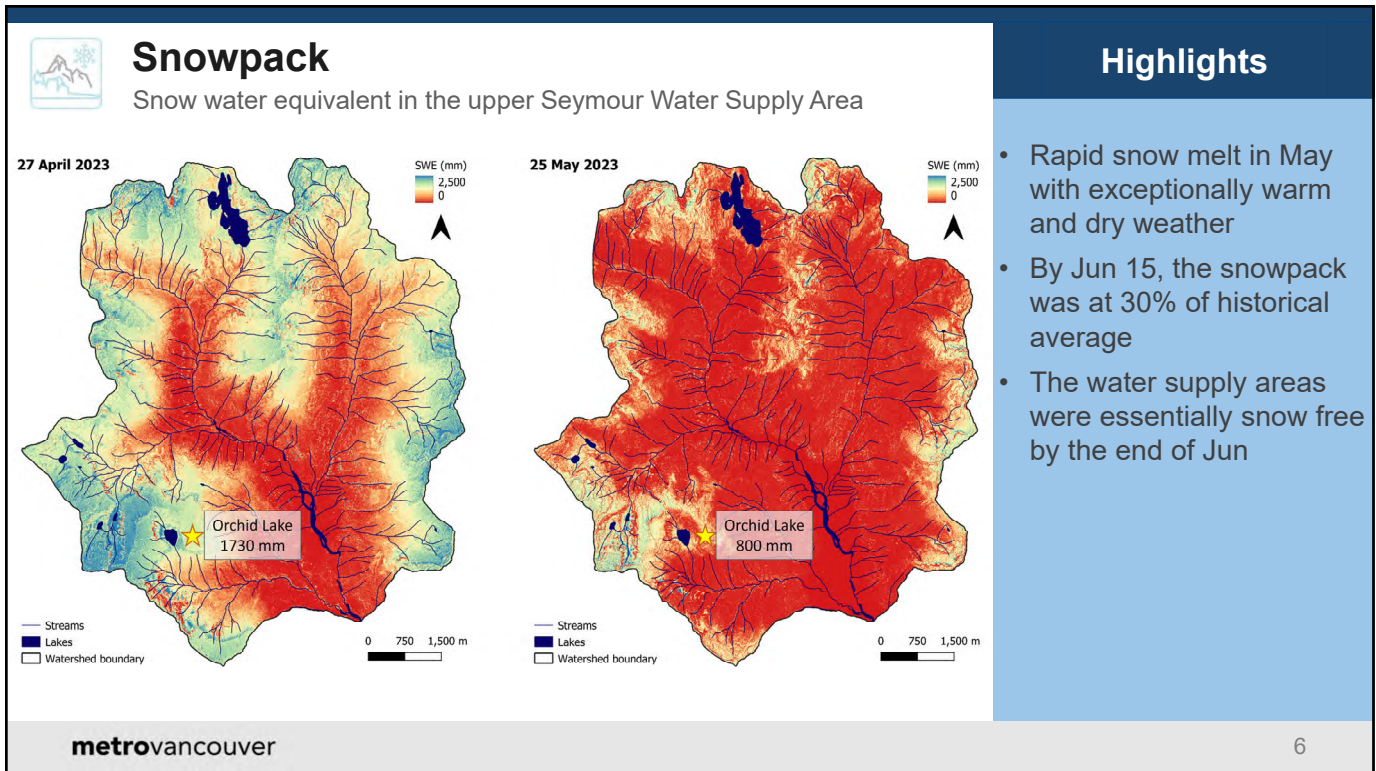 Snowpack
Snow water equivalent in the upper Seymour Water Supply Area
27 April 2023
SWE (mm)
2,500
0
Orchid Lake
1730 mm
Streams
Lakes
Watershed boundary
0 750 1,500 m
25 May 2023
SWE (mm)
2,500
0
Orchid Lake
800 mm
Streams
Lakes
Watershed boundary
0 750 1,500 m
Highlights
• Rapid snow melt in May
with exceptionally warm
and dry weather
• By Jun 15, the snowpack
was at 30% of historical
average
• The water supply areas
were essentially snow free
by the end of Jun
metrovancouver
6